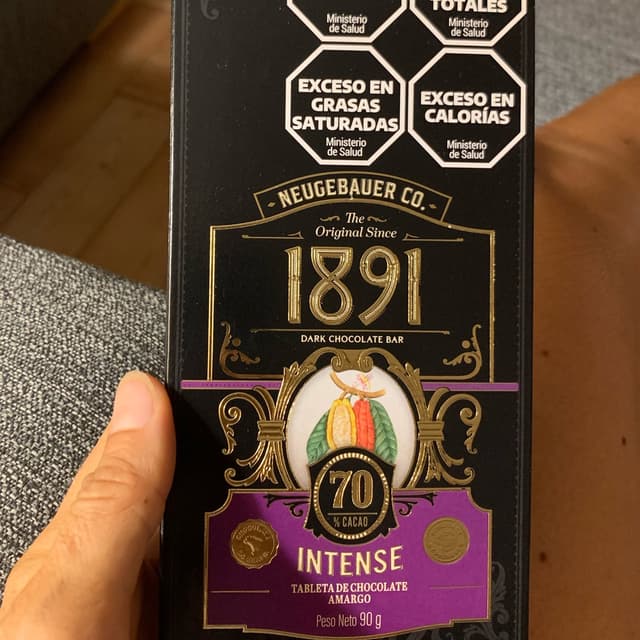 TOTALES
Ministerio
de Salud
Ministerio
de Salud
EXCESO EN
GRASAS
SATURADAS
Ministerio
de Salud
EXCESO EN
CALORÍAS
Ministerio
de Salud
NEUGEBAUER CO.
The
Original Since
1891
DARK CHOCOLATE BAR
70
% CACAO
INTENSE
TABLETA DE CHOCOLATE
AMARGO
Peso Neto 90 g